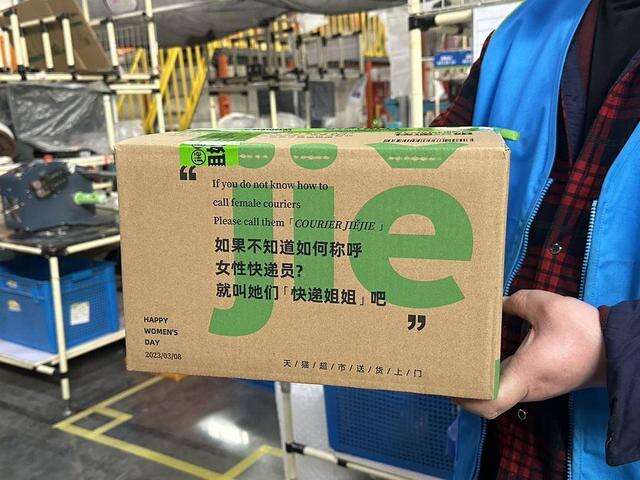 姐
“
If you do not know how to
call female couriers
Please call them「COURIER JIĚJIE 」
jiě
如果不知道如何称呼
女性快递员?
就叫她们「快递姐姐」吧
”
HAPPY
WOMEN'S
DAY
2023/03/08
天/猫/超/市/送/货/上/门